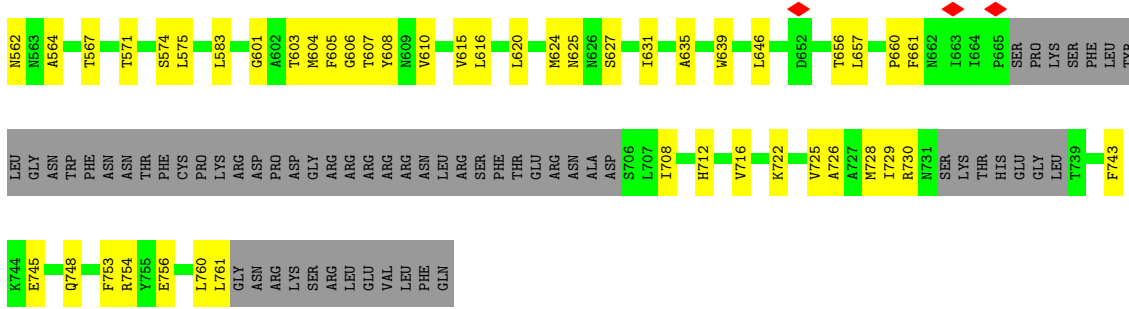 N562 N563 A564 T567 T571 S574 L575 L583 G601 A602 T603 M604 F605 G606 T607 Y608 N609 V610 V615 L616 L620 M624 N625 N626 S627 I631 A635 W639 L646 D652 T656 L657 P660 F661 N662 I663 I664 P665 SER PRO LYS SER PHE LEU TYR
LEU GLY ASN TRP PHE ASN ASN THR PHE CYS PRO LYS ARG ASP PRO ASP GLY ARG ARG ARG ARG ARG ASN LEU ARG SER PHE THR GLU ARG ASN ALA ASP S706 L707 I708 H712 V716 K722 V725 A726 A727 M728 I729 R730 N731 SER LYS THR HIS GLU GLY LEU T739 F743
K744 E745 Q748 F753 R754 Y755 E756 L760 L761 GLY ASN ARG LYS SER ARG LEU GLU VAL LEU PHE GLN